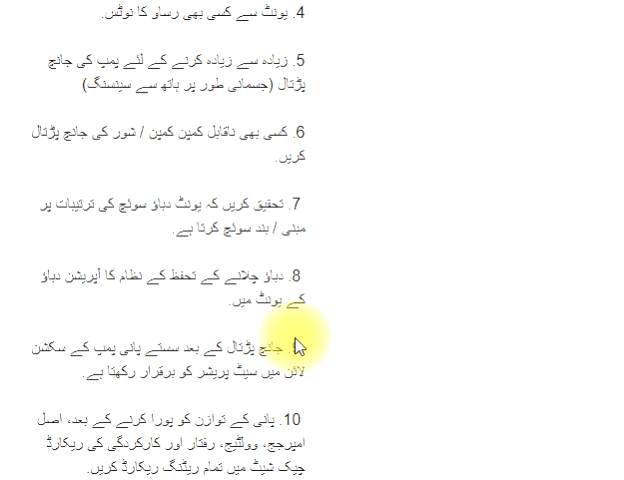 4. یونٹ سے کسی بھی رساو کا نوٹس.
5. زیادہ سے زیادہ کرنے کے لئے پمپ کی جانچ
پڑتال (جسمانی طور پر ہاتھ سے سینسنگ)
6. کسی بھی ناقابل کمپن کمپن / شور کی جانچ پڑتال
کریں.
7. تحقیق کریں کہ یونٹ دباؤ سوئچ کی ترتیبات پر
مبنی / بند سوئچ کرتا ہے.
8. دباؤ چلانے کے تحفظ کے نظام کا آپریشن دباؤ
کے یونٹ میں.
9. جانچ پڑتال کے بعد سستے پانی پمپ کے سکشن
لائن میں سیٹ پریشر کو برقرار رکھتا ہے.
10. پانی کے توازن کو پورا کرنے کے بعد، اصل
امپرجج، وولٹیج، رفتار اور کارکردگی کی ریکارڈ
چیک شیٹ میں تمام ریڈنگ ریکارڈ کریں.